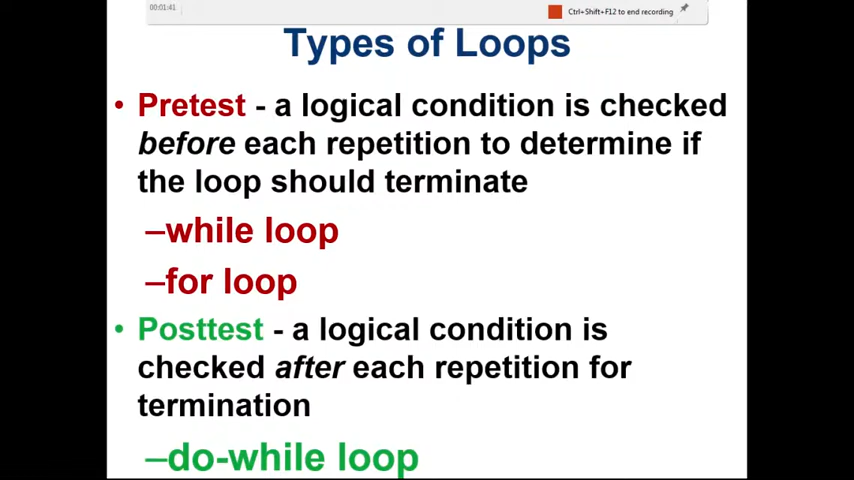 00:01:41
Ctrl+Shift+F12 to end recording
Types of Loops
• Pretest - a logical condition is checked
before each repetition to determine if
the loop should terminate
–while loop
–for loop
• Posttest - a logical condition is
checked after each repetition for
termination
–do-while loop